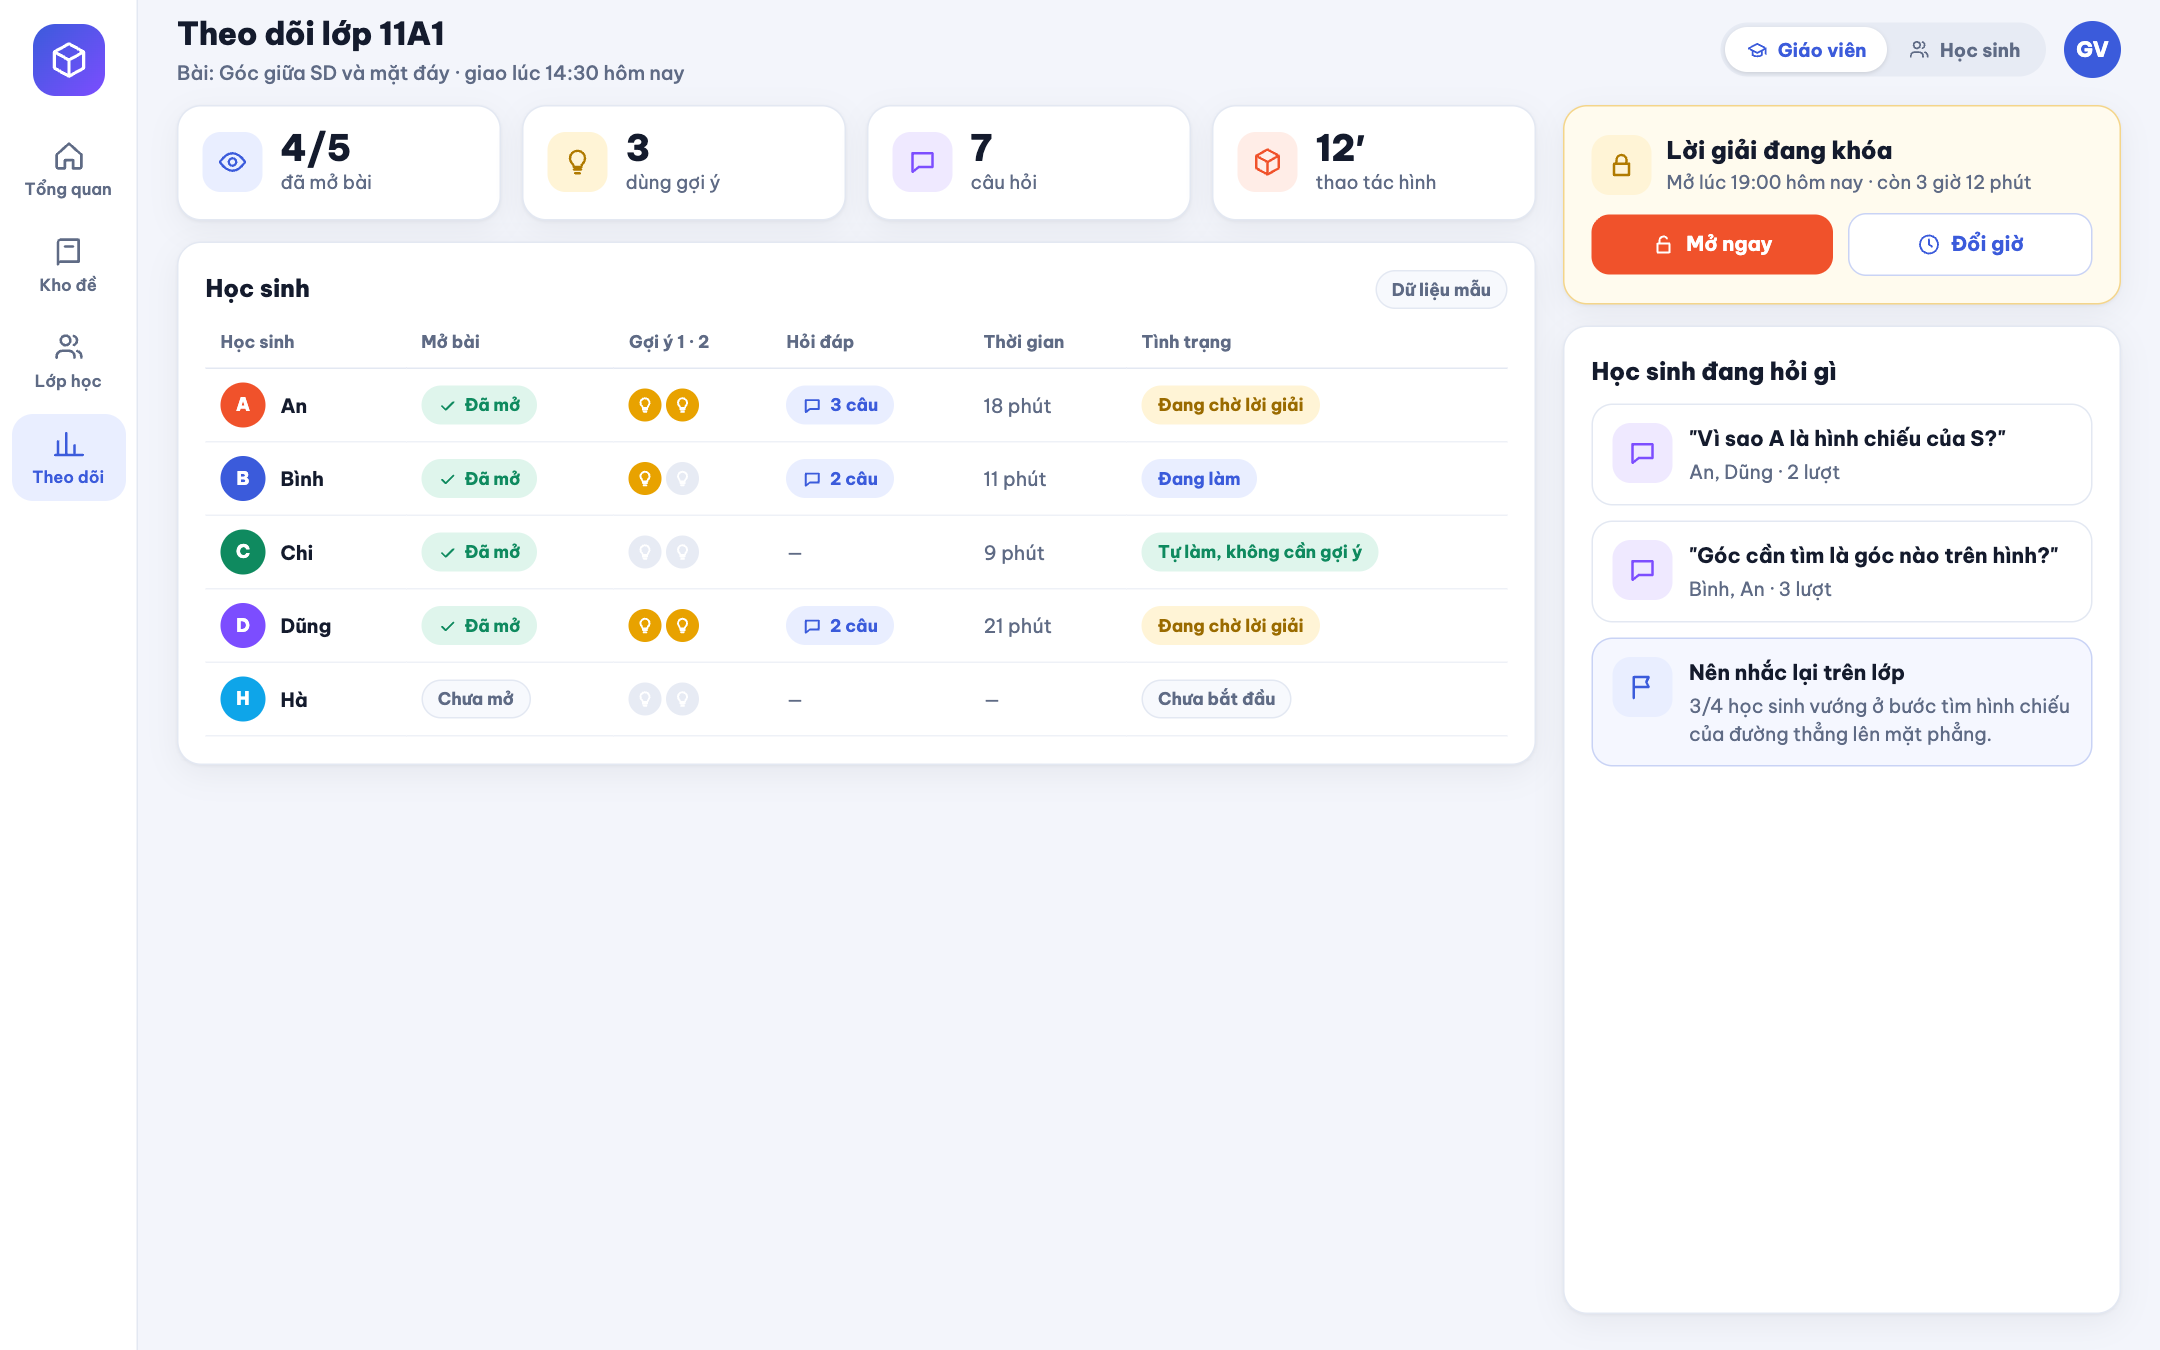 Theo dõi lớp 11A1
Bài: Góc giữa SD và mặt đáy · giao lúc 14:30 hôm nay
Giáo viên
Học sinh
GV
Tổng quan
Kho đề
Lớp học
Theo dõi
4/5
đã mở bài
3
dùng gợi ý
7
câu hỏi
12′
thao tác hình
Học sinh
Dữ liệu mẫu
Học sinh Mở bài Gợi ý 1 · 2 Hỏi đáp Thời gian Tình trạng
A An Đã mở 3 câu 18 phút Đang chờ lời giải
B Bình Đã mở 2 câu 11 phút Đang làm
C Chi Đã mở – 9 phút Tự làm, không cần gợi ý
D Dũng Đã mở 2 câu 21 phút Đang chờ lời giải
H Hà Chưa mở – – Chưa bắt đầu
Lời giải đang khóa
Mở lúc 19:00 hôm nay · còn 3 giờ 12 phút
Mở ngay
Đổi giờ
Học sinh đang hỏi gì
"Vì sao A là hình chiếu của S?"
An, Dũng · 2 lượt
"Góc cần tìm là góc nào trên hình?"
Bình, An · 3 lượt
Nên nhắc lại trên lớp
3/4 học sinh vướng ở bước tìm hình chiếu
của đường thẳng lên mặt phẳng.